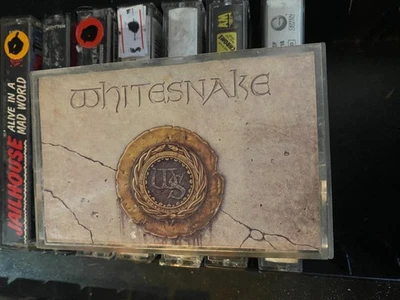 WHITESNAKE
WS
JAILHOUSE
ALIVE IN A
MAD WORLD